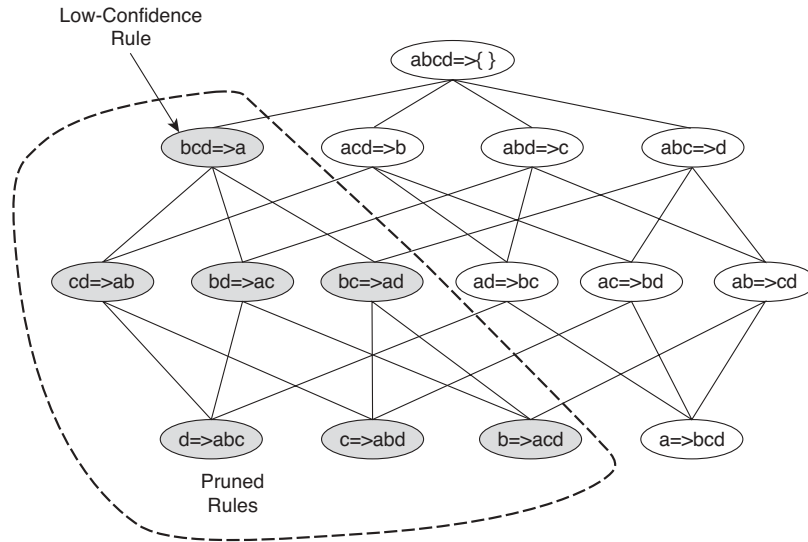 Low-Confidence
Rule
abcd=>{ }
bcd=>a
acd=>b
abd=>c
abc=>d
cd=>ab
bd=>ac
bc=>ad
ad=>bc
ac=>bd
ab=>cd
d=>abc
c=>abd
b=>acd
a=>bcd
Pruned
Rules